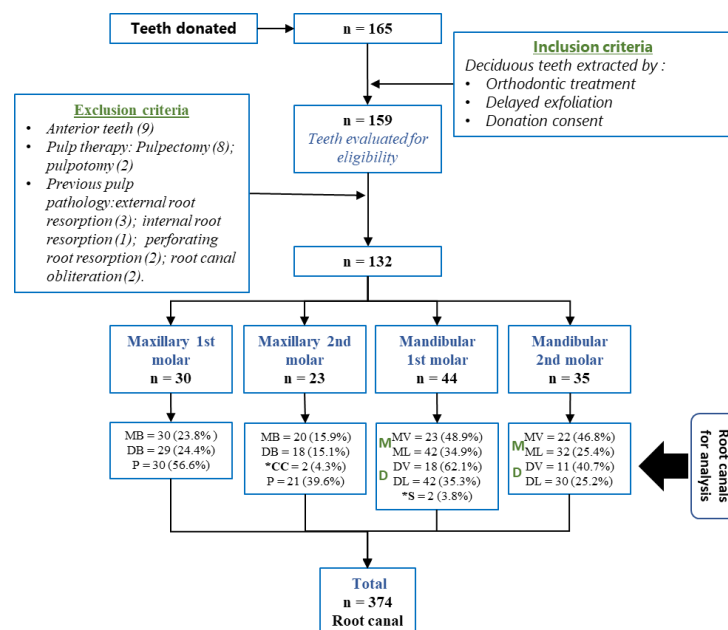 Teeth donated
n = 165
Inclusion criteria
Deciduous teeth extracted by :
• Orthodontic treatment
• Delayed exfoliation
• Donation consent
Exclusion criteria
• Anterior teeth (9)
• Pulp therapy: Pulpectomy (8);
pulpotomy (2)
• Previous pulp
pathology:external root
resorption (3); internal root
resorption (1); perforating
root resorption (2); root canal
obliteration (2).
n = 159
Teeth evaluated for
eligibility
n = 132
Maxillary 1st
molar
n = 30
Maxillary 2nd
molar
n = 23
Mandibular
1st molar
n = 44
Mandibular
2nd molar
n = 35
MB = 30 (23.8% )
DB = 29 (24.4%)
P = 30 (56.6%)
MB = 20 (15.9%)
DB = 18 (15.1%)
*CC = 2 (4.3%)
P = 21 (39.6%)
M
D
MV = 23 (48.9%)
ML = 42 (34.9%)
DV = 18 (62.1%)
DL = 42 (35.3%)
*S = 2 (3.8%)
M
D
MV = 22 (46.8%)
ML = 32 (25.4%)
DV = 11 (40.7%)
DL = 30 (25.2%)
Root canals
for analysis
Total
n = 374
Root canal